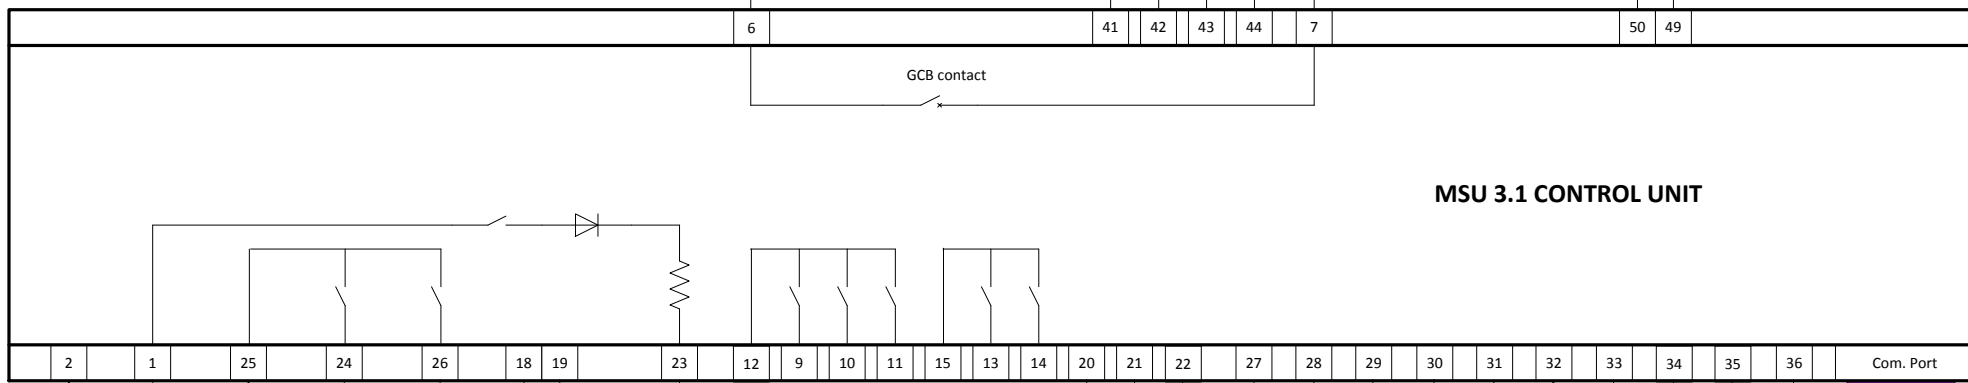 6 41 42 43 44 7 50 49
GCB contact
MSU 3.1 CONTROL UNIT
2 1 25 24 26 18 19 23 12 9 10 11 15 13 14 20 21 22 27 28 29 30 31 32 33 34 35 36 Com. Port